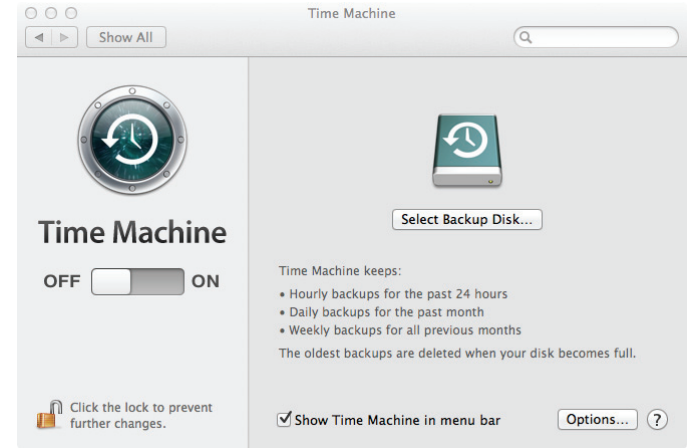 Time Machine
Show All
Time Machine
OFF ON
Click the lock to prevent
further changes.
Select Backup Disk...
Time Machine keeps:
• Hourly backups for the past 24 hours
• Daily backups for the past month
• Weekly backups for all previous months
The oldest backups are deleted when your disk becomes full.
Show Time Machine in menu bar
Options... ?